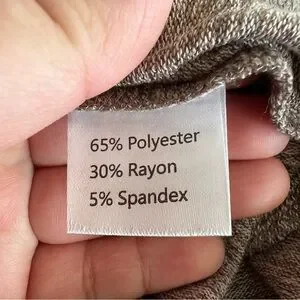 65% Polyester
30% Rayon
5% Spandex